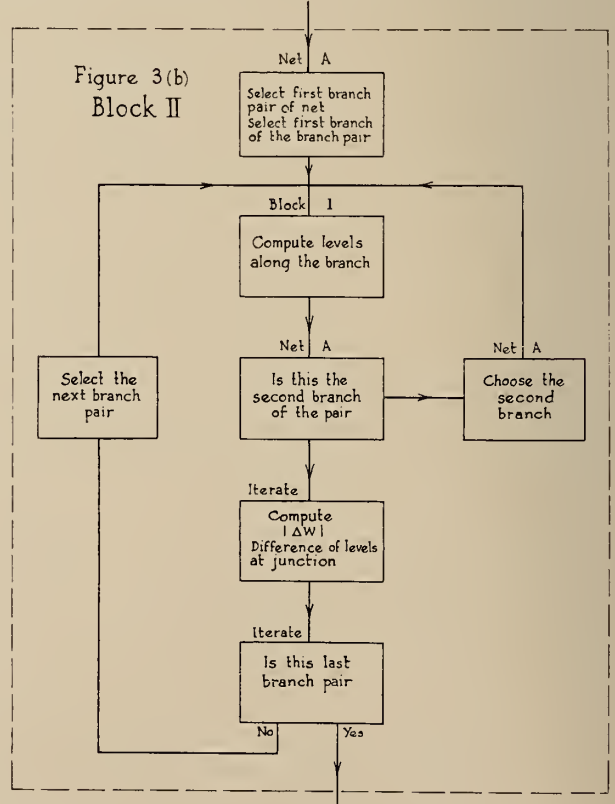 Figure 3(b)
Block II
Net A
Select first branch
pair of net
Select first branch
of the branch pair
Block 1
Compute levels
along the branch
Net A
Is this the
second branch
of the pair
Net A
Choose the
second
branch
Select the
next branch
pair
Iterate
Compute
|ΔW|
Difference of levels
at junction
Iterate
Is this last
branch pair
No
Yes